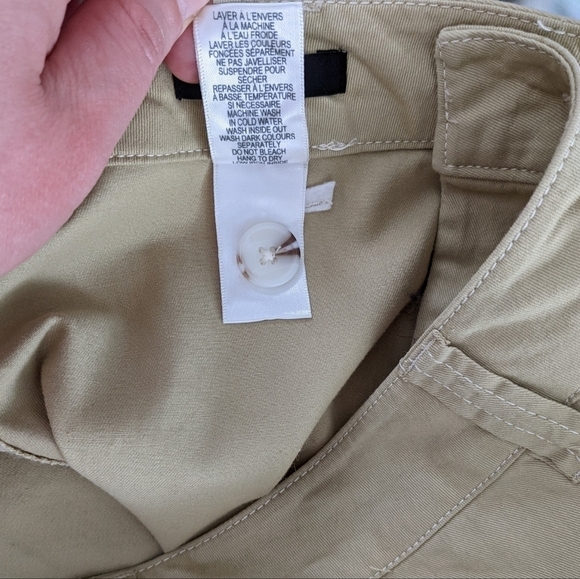 LAVER À L'ENVERS
À LA MACHINE
À L'EAU FROIDE
LAVER LES COULEURS
FONCÉES SÉPARÉMENT
NE PAS JAVELLISER
SUSPENDRE POUR
SÉCHER
REPASSER À L'ENVERS
À BASSE TEMPÉRATURE
SI NÉCESSAIRE
MACHINE WASH
IN COLD WATER
WASH INSIDE OUT
WASH DARK COLOURS
SEPARATELY
DO NOT BLEACH
HANG TO DRY